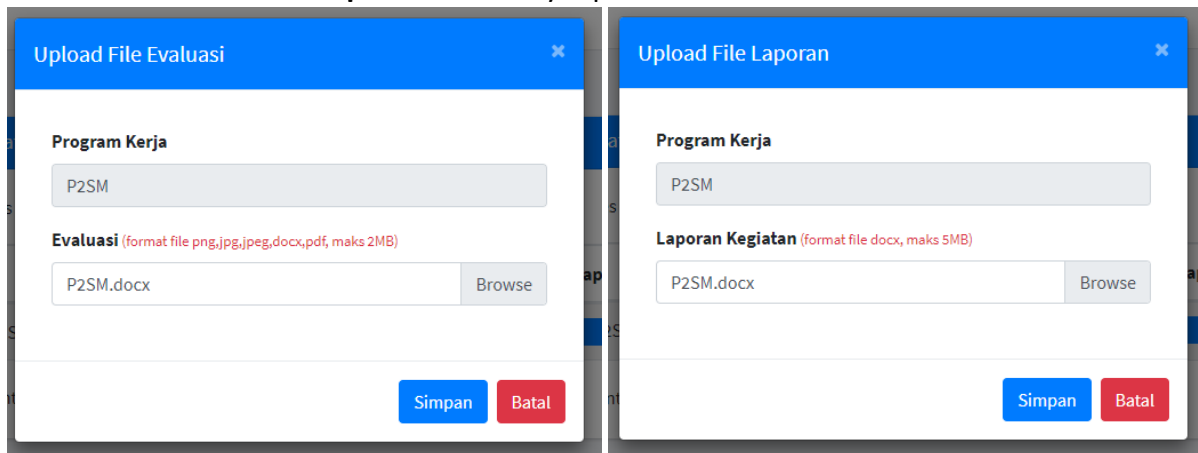 Upload File Evaluasi ×
Program Kerja
P2SM
Evaluasi (format file png,jpg,jpeg,docx,pdf, maks 2MB)
P2SM.docx Browse
Simpan Batal
Upload File Laporan ×
Program Kerja
P2SM
Laporan Kegiatan (format file docx, maks 5MB)
P2SM.docx Browse
Simpan Batal